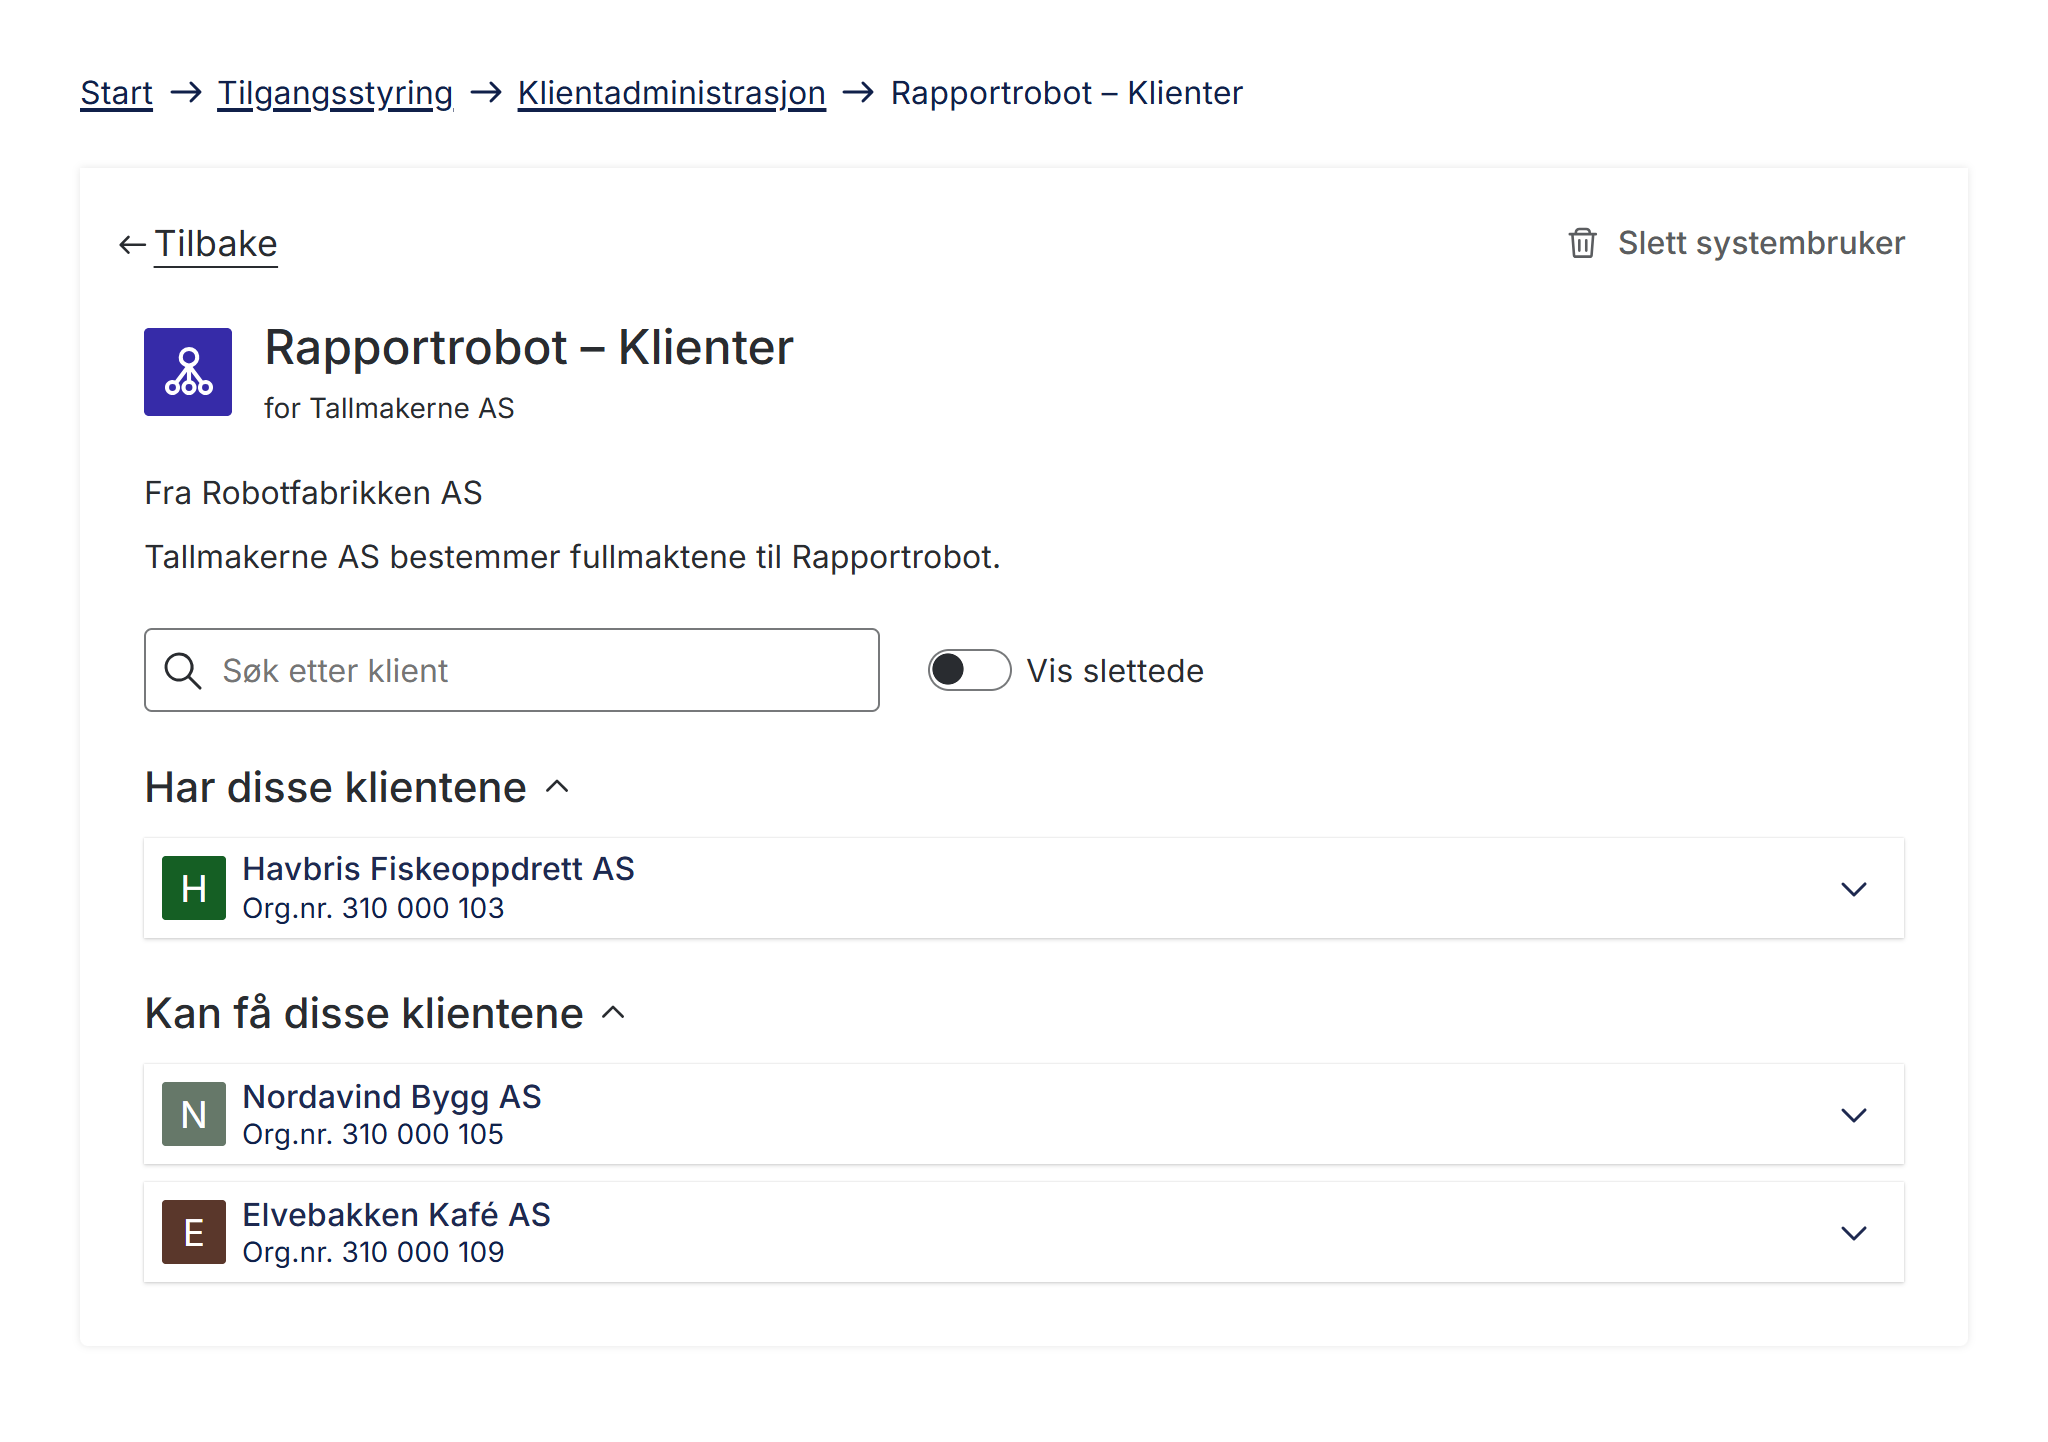 Start → Tilgangsstyring → Klientadministrasjon → Rapportrobot – Klienter
← Tilbake
Slett systembruker
Rapportrobot – Klienter
for Tallmakerne AS
Fra Robotfabrikken AS
Tallmakerne AS bestemmer fullmaktene til Rapportrobot.
Søk etter klient
Vis slettede
Har disse klientene
H
Havbris Fiskeoppdrett AS
Org.nr. 310 000 103
Kan få disse klientene
N
Nordavind Bygg AS
Org.nr. 310 000 105
E
Elvebakken Kafé AS
Org.nr. 310 000 109